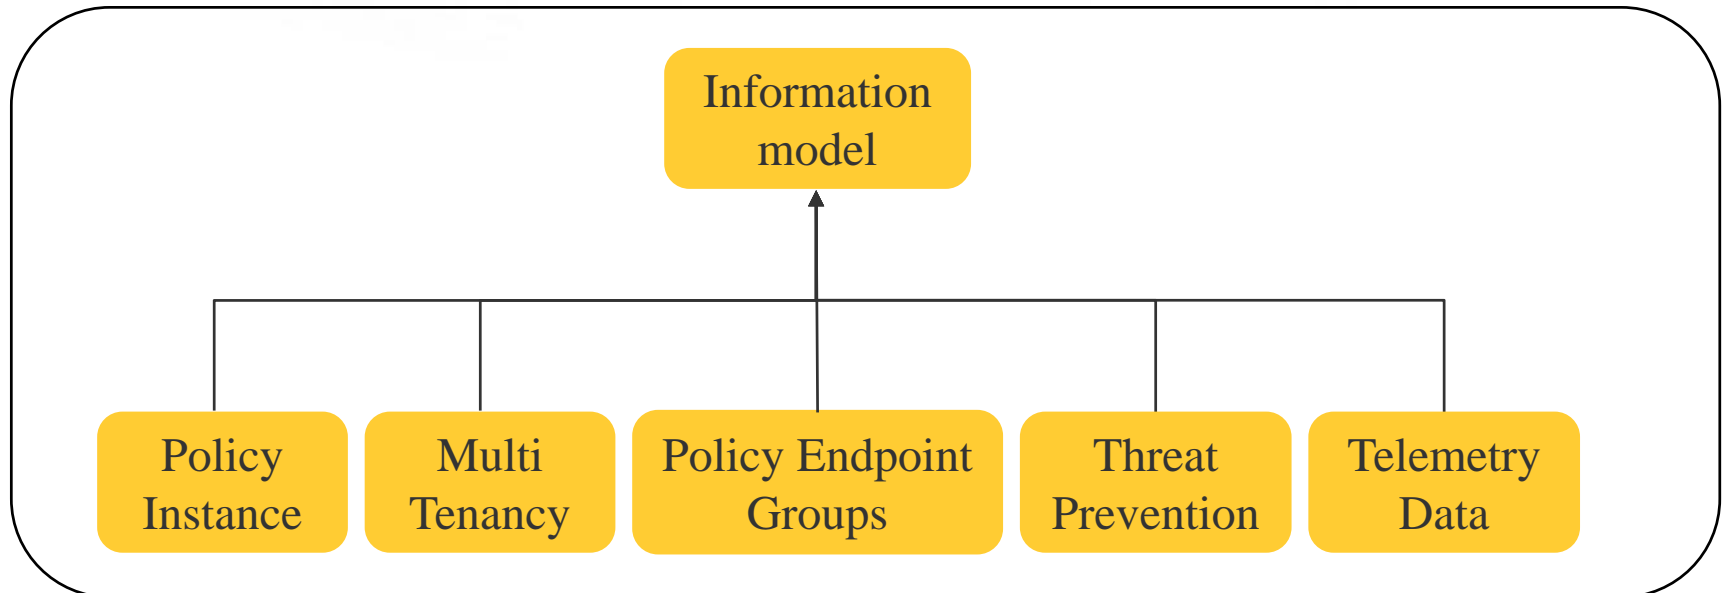 Information
model
Policy
Instance
Multi
Tenancy
Policy Endpoint
Groups
Threat
Prevention
Telemetry
Data